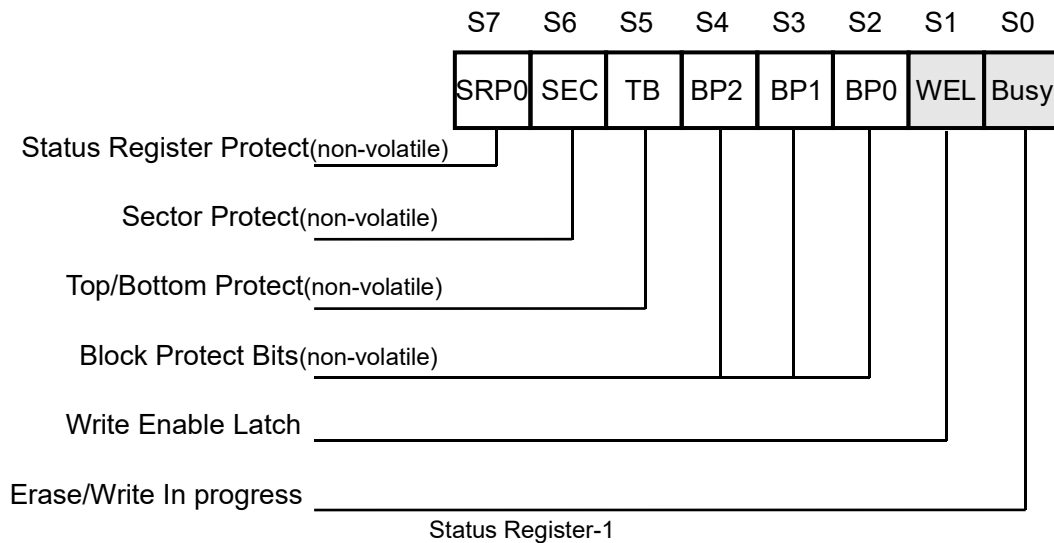 S7 S6 S5 S4 S3 S2 S1 S0
SRP0 SEC TB BP2 BP1 BP0 WEL Busy
Status Register Protect(non-volatile)
Sector Protect(non-volatile)
Top/Bottom Protect(non-volatile)
Block Protect Bits(non-volatile)
Write Enable Latch
Erase/Write In progress
Status Register-1